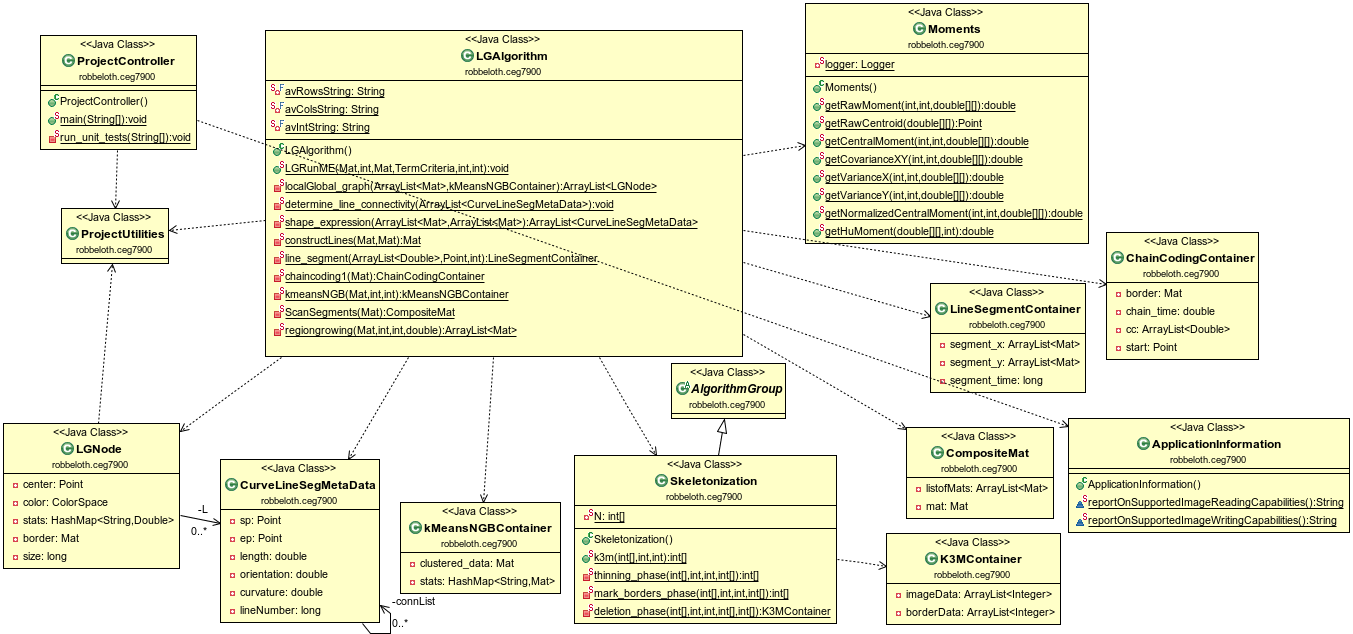 <<Java Class>>
ProjectController
robbeloth.ceg7900
ProjectController()
main(String[]):void
run_unit_tests(String[]):void
<<Java Class>>
LGAlgorithm
robbeloth.ceg7900
avRowsString: String
avColsString: String
avIntString: String
LGAlgorithm()
LGRunME(Mat,int,Mat,TermCriteria,int,int):void
localGlobal_graph(ArrayList<Mat>,kMeansNGBContainer):ArrayList<LGNode>
determine_line_connectivity(ArrayList<CurveLineSegMetaData>):void
shape_expression(ArrayList<Mat>,ArrayList<Mat>):ArrayList<CurveLineSegMetaData>
constructLines(Mat,Mat):Mat
line_segment(ArrayList<Double>,Point,int):LineSegmentContainer
chaincoding1(Mat):ChainCodingContainer
kmeansNGB(Mat,int,int):kMeansNGBContainer
ScanSegments(Mat):CompositeMat
regiongrowing(Mat,int,int,double):ArrayList<Mat>
<<Java Class>>
Moments
robbeloth.ceg7900
logger: Logger
Moments()
getRawMoment(int,int,double[][]):double
getRawCentroid(double[][]):Point
getCentralMoment(int,int,double[][]):double
getCovarianceXY(int,int,double[][]):double
getVarianceX(int,int,double[][]):double
getVarianceY(int,int,double[][]):double
getNormalizedCentralMoment(int,int,double[][]):double
getHuMoment(double[][],int):double
<<Java Class>>
ProjectUtilities
robbeloth.ceg7900
<<Java Class>>
ChainCodingContainer
robbeloth.ceg7900
border: Mat
chain_time: double
cc: ArrayList<Double>
start: Point
<<Java Class>>
LineSegmentContainer
robbeloth.ceg7900
segment_x: ArrayList<Mat>
segment_y: ArrayList<Mat>
segment_time: long
<<Java Class>>
AlgorithmGroup
robbeloth.ceg7900
<<Java Class>>
LGNode
robbeloth.ceg7900
center: Point
color: ColorSpace
stats: HashMap<String,Double>
border: Mat
size: long
-L
0..*
<<Java Class>>
CurveLineSegMetaData
robbeloth.ceg7900
sp: Point
ep: Point
length: double
orientation: double
curvature: double
lineNumber: long
-connList
0..*
<<Java Class>>
kMeansNGBContainer
robbeloth.ceg7900
clustered_data: Mat
stats: HashMap<String,Mat>
<<Java Class>>
Skeletonization
robbeloth.ceg7900
N: int[]
Skeletonization()
k3m(int[],int,int):int[]
thinning_phase(int[],int,int,int[]):int[]
mark_borders_phase(int[],int,int,int[]):int[]
deletion_phase(int[],int,int,int[],int[]):K3MContainer
<<Java Class>>
CompositeMat
robbeloth.ceg7900
listofMats: ArrayList<Mat>
mat: Mat
<<Java Class>>
ApplicationInformation
robbeloth.ceg7900
ApplicationInformation()
reportOnSupportedImageReadingCapabilities():String
reportOnSupportedImageWritingCapabilities():String
<<Java Class>>
K3MContainer
robbeloth.ceg7900
imageData: ArrayList<Integer>
borderData: ArrayList<Integer>